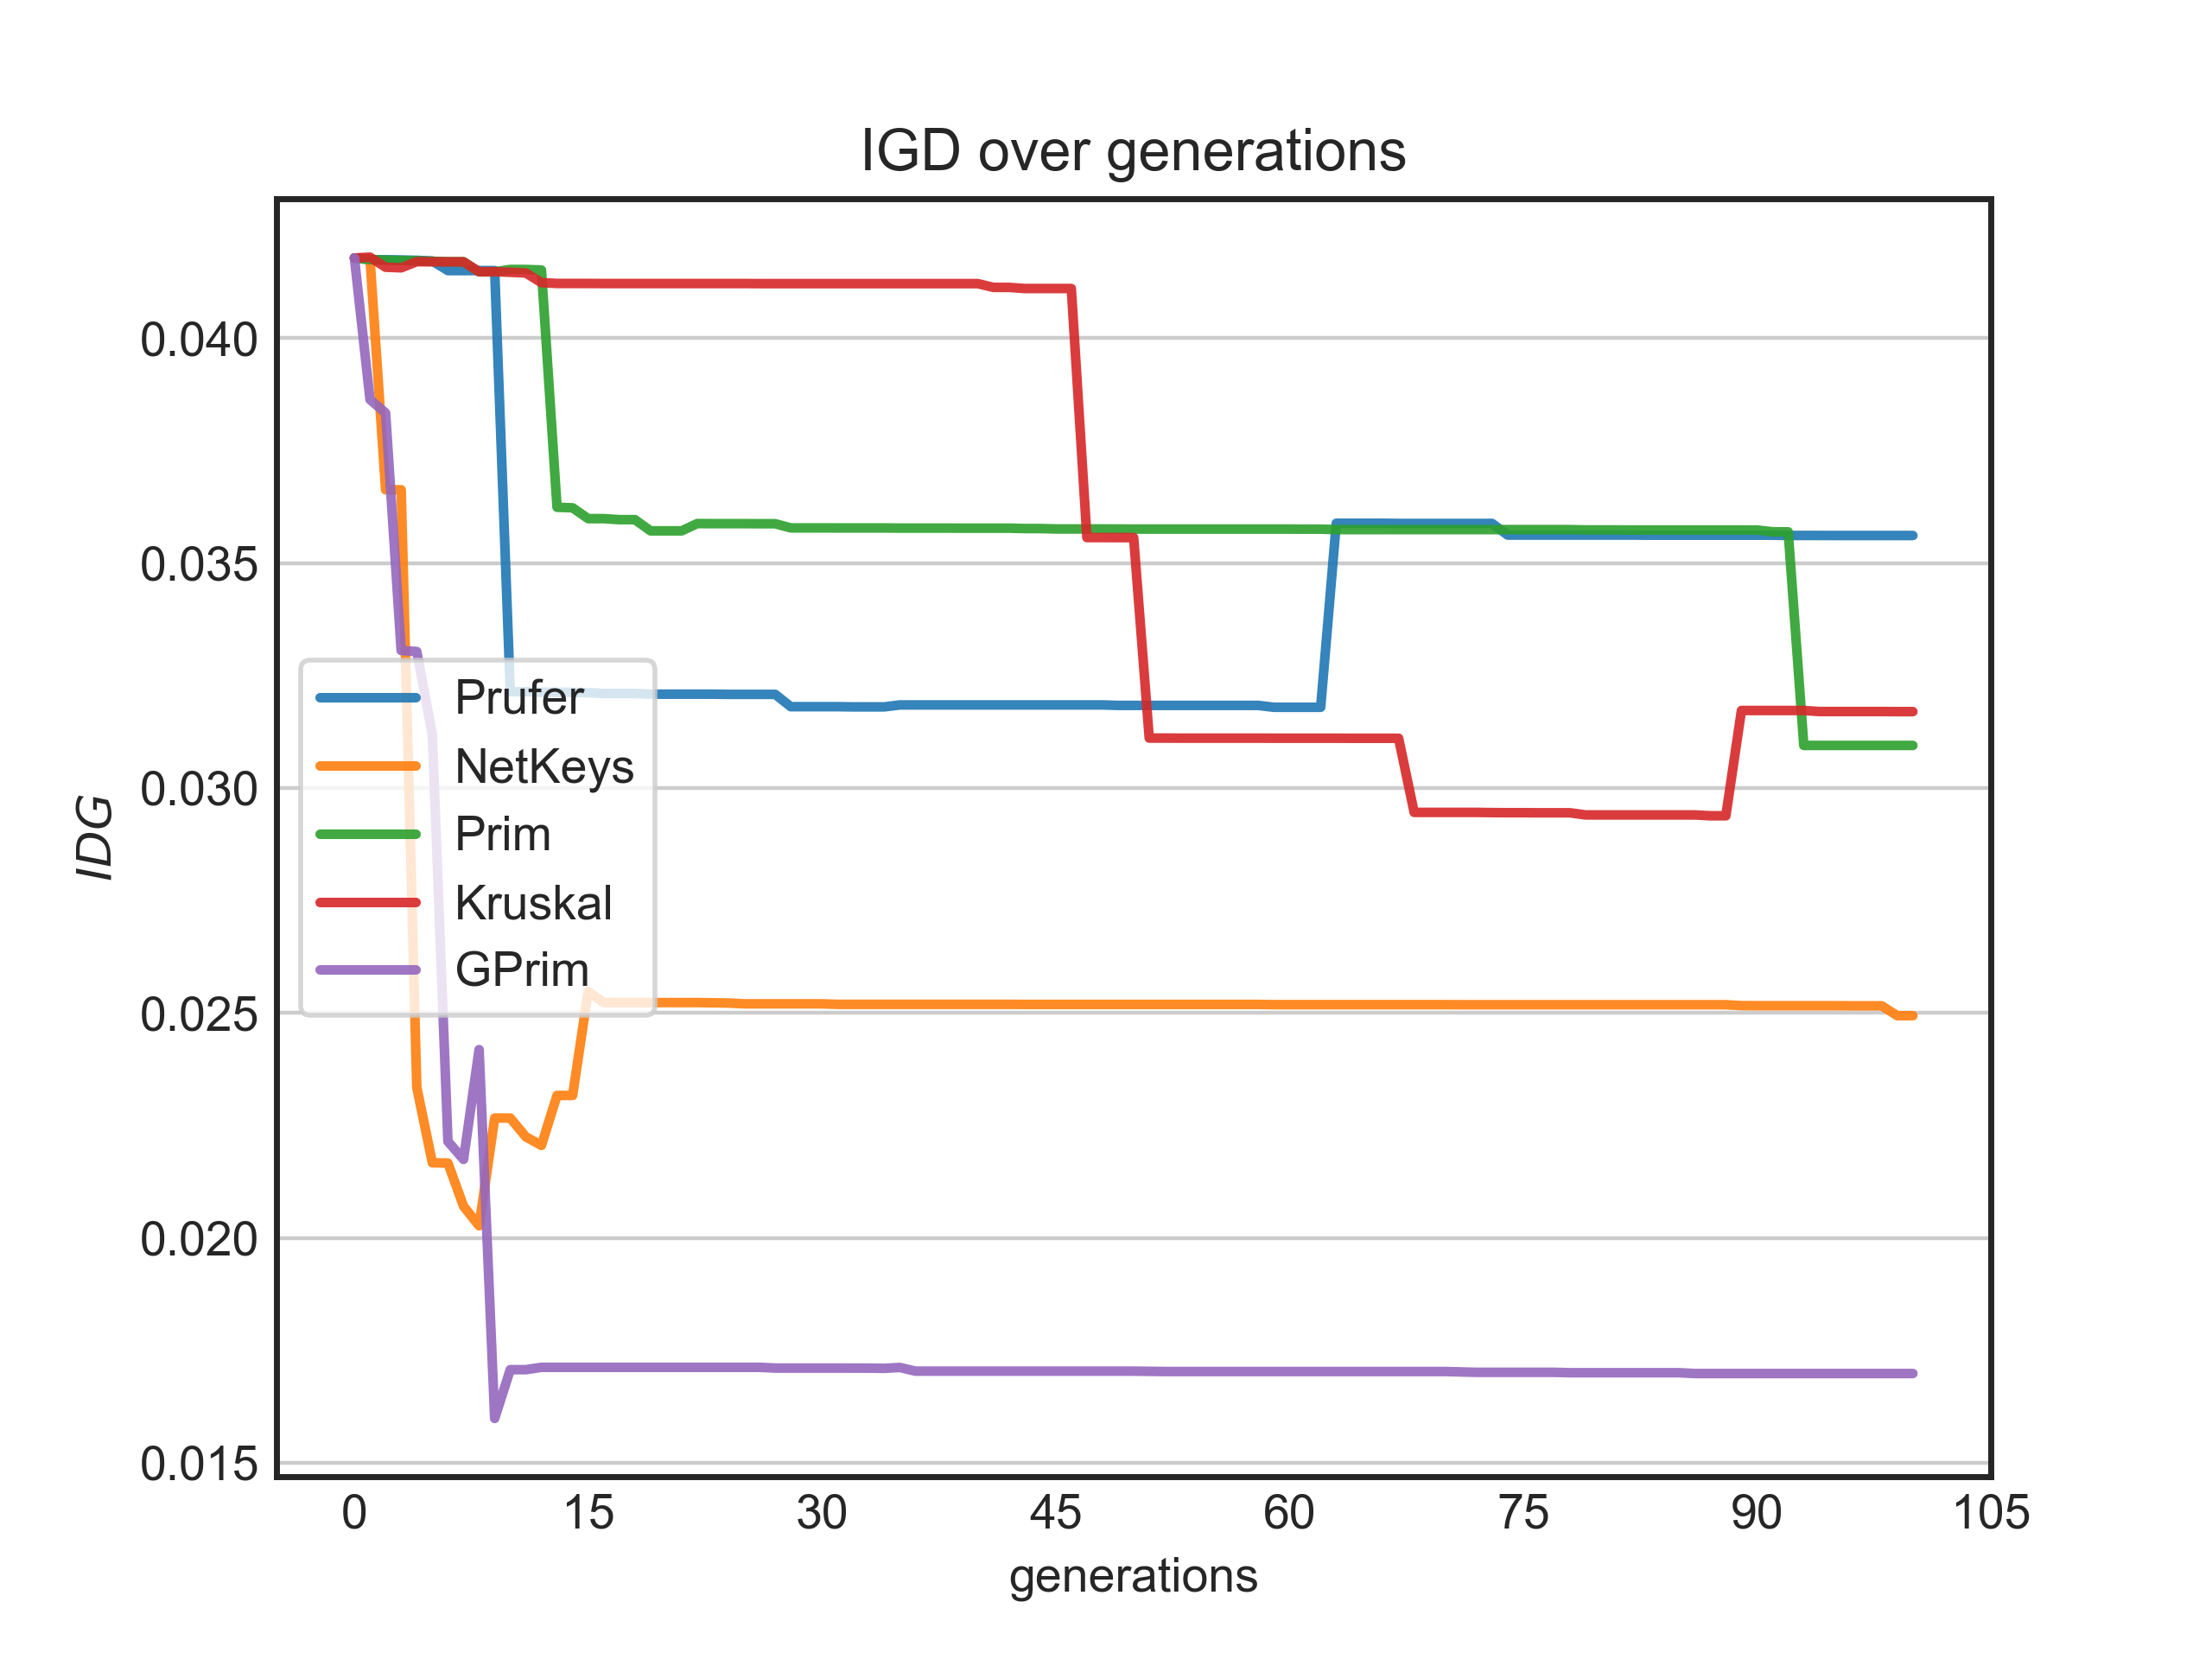 IGD over generations
IDG
0.040
0.035
0.030
0.025
0.020
0.015
Prufer
NetKeys
Prim
Kruskal
GPrim
0 15 30 45 60 75 90 105
generations